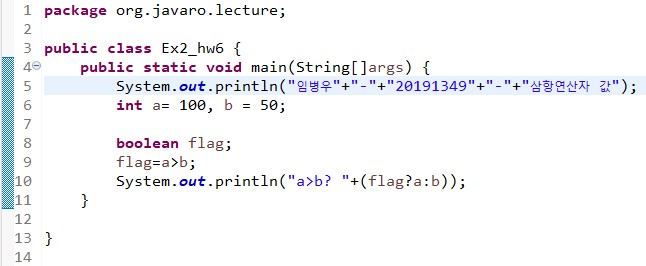 1 package org.javaro.lecture;
2
3 public class Ex2_hw6 {
4 public static void main(String[]args) {
5 System.out.println("임병우"+"-"+"20191349"+"-"+"삼항연산자 값");
6 int a= 100, b = 50;
7
8 boolean flag;
9 flag=a>b;
10 System.out.println("a>b? "+(flag?a:b));
11 }
12
13 }
14